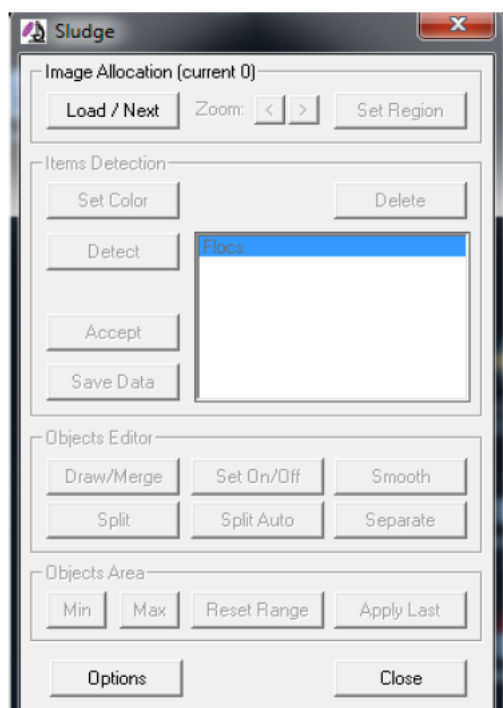 Sludge
Image Allocation (current 0)
Load / Next Zoom: < > Set Region
Items Detection
Set Color Delete
Detect Flocs
Accept
Save Data
Objects Editor
Draw/Merge Set On/Off Smooth
Split Split Auto Separate
Objects Area
Min Max Reset Range Apply Last
Options Close